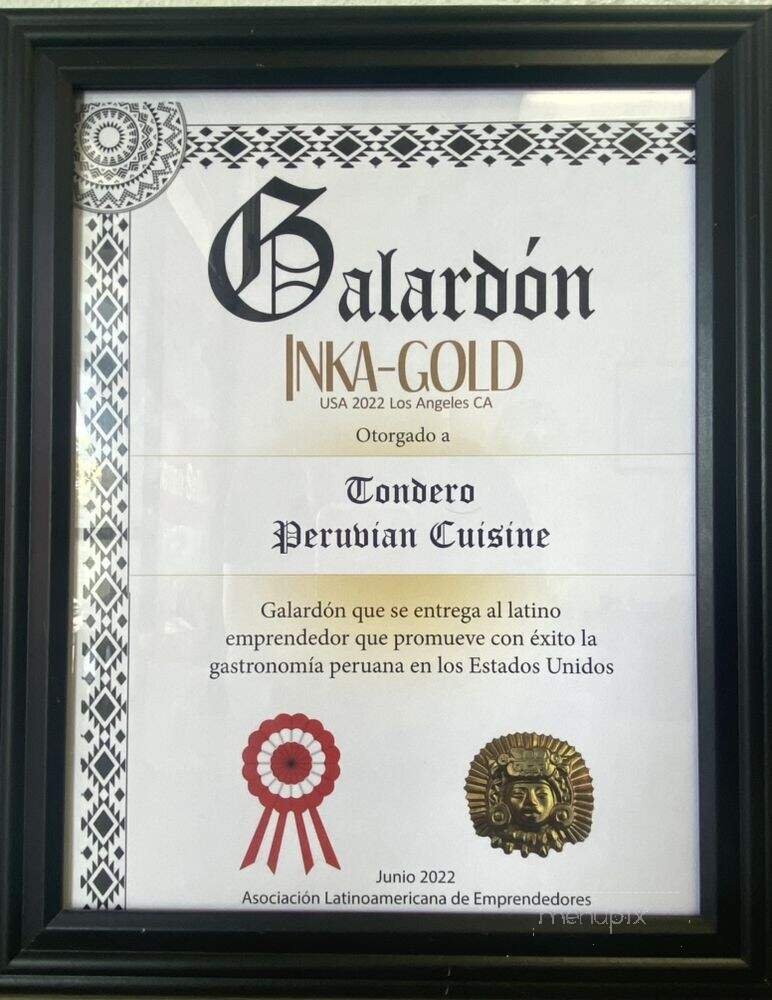 Galardón
INKA-GOLD
USA 2022 Los Angeles CA
Otorgado a
Tondero
Peruvian Cuisine
Galardón que se entrega al latino
emprendedor que promueve con éxito la
gastronomía peruana en los Estados Unidos
Junio 2022
Asociación Latinoamericana de Emprendedores
menupix